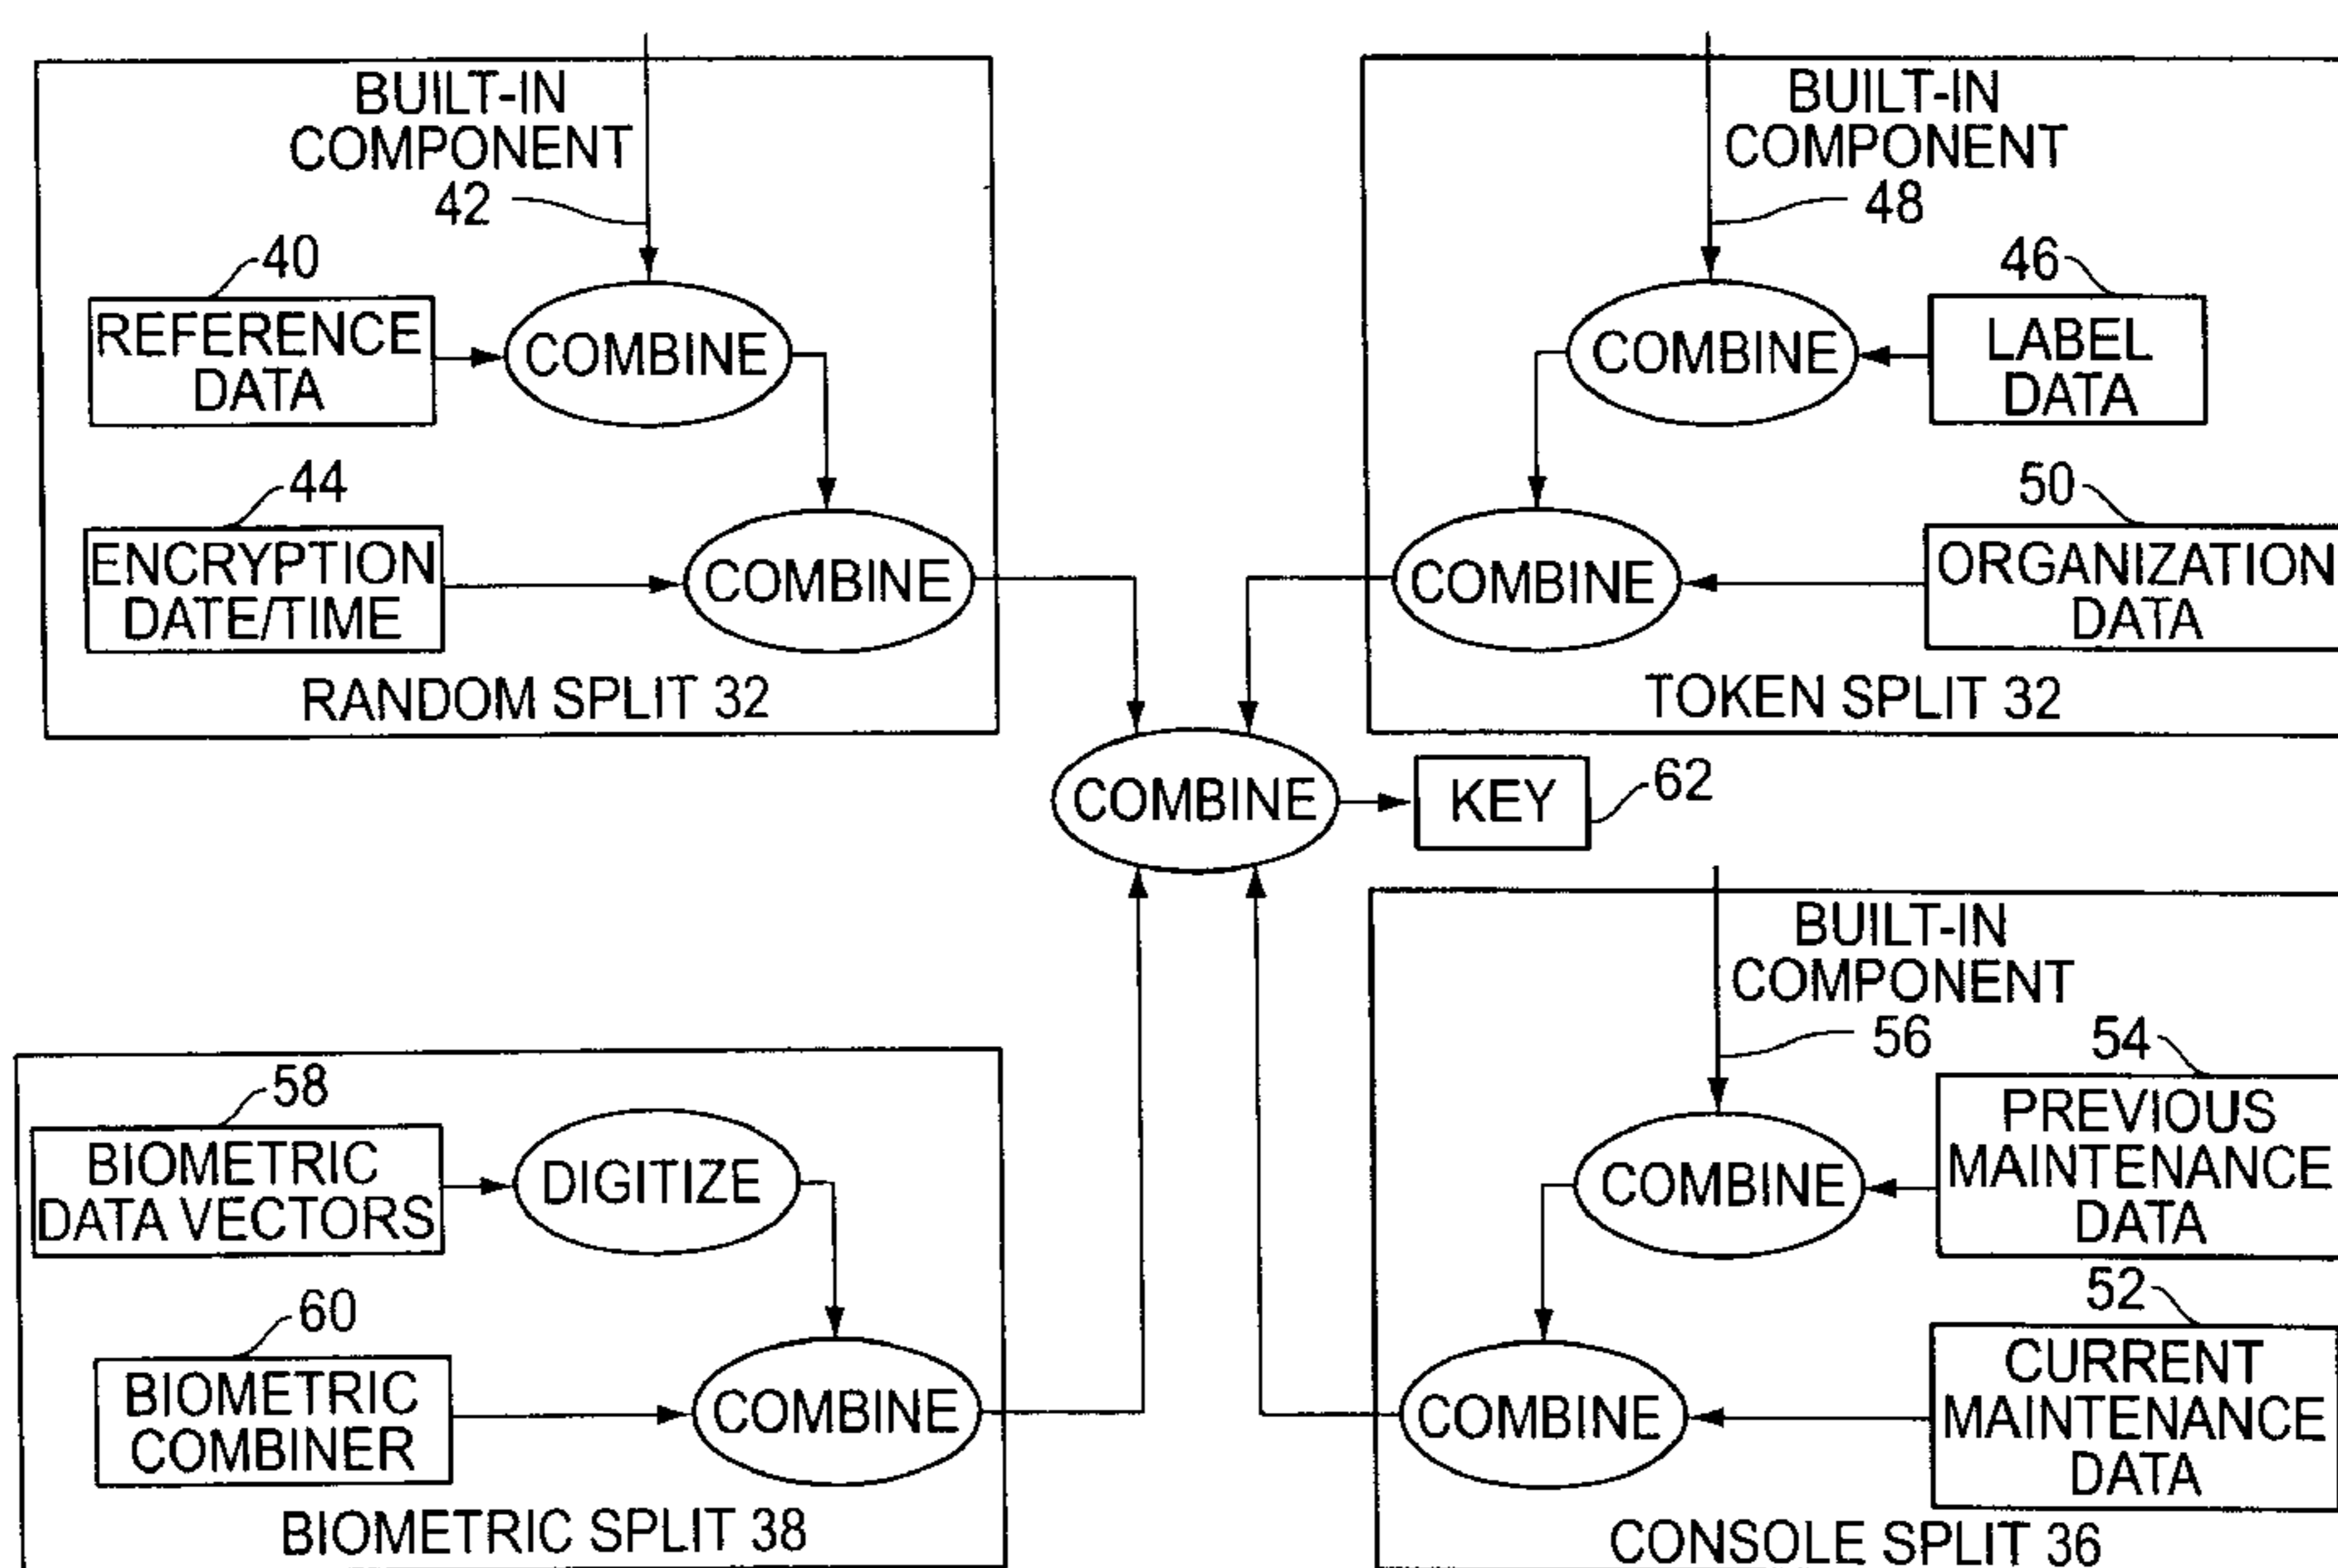 BUILT-IN
COMPONENT
42
40
REFERENCE
DATA
COMBINE
44
ENCRYPTION
DATE/TIME
COMBINE
RANDOM SPLIT 32
BUILT-IN
COMPONENT
48
46
COMBINE
LABEL
DATA
50
COMBINE
ORGANIZATION
DATA
TOKEN SPLIT 32
COMBINE
KEY
62
58
BIOMETRIC
DATA VECTORS
DIGITIZE
60
BIOMETRIC
COMBINER
COMBINE
BIOMETRIC SPLIT 38
BUILT-IN
COMPONENT
56
54
COMBINE
PREVIOUS
MAINTENANCE
DATA
52
COMBINE
CURRENT
MAINTENANCE
DATA
CONSOLE SPLIT 36